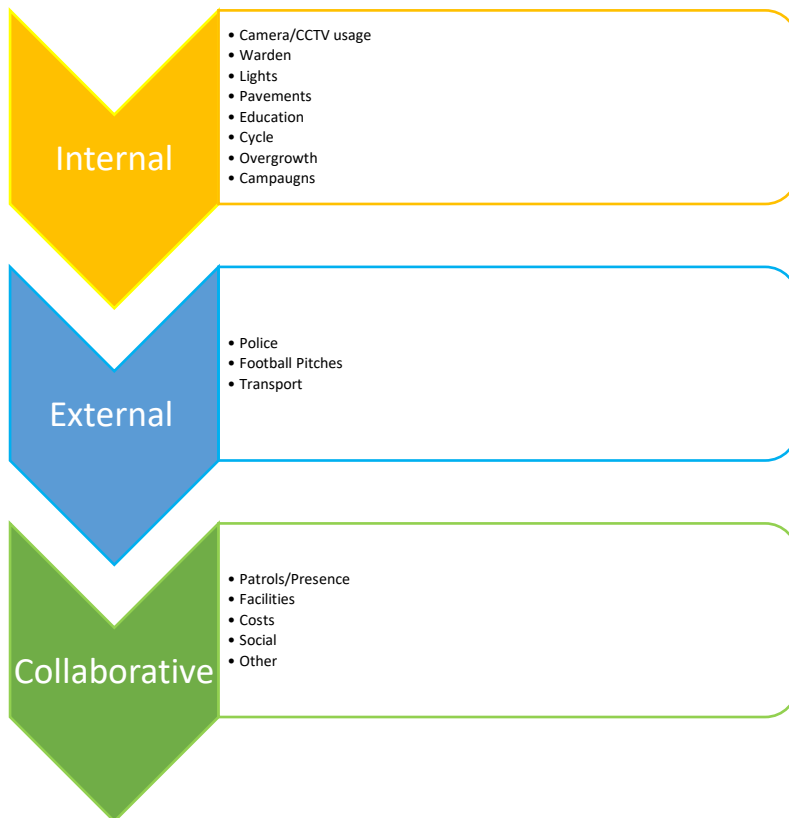 Internal
• Camera/CCTV usage
• Warden
• Lights
• Pavements
• Education
• Cycle
• Overgrowth
• Campaugns
External
• Police
• Football Pitches
• Transport
Collaborative
• Patrols/Presence
• Facilities
• Costs
• Social
• Other